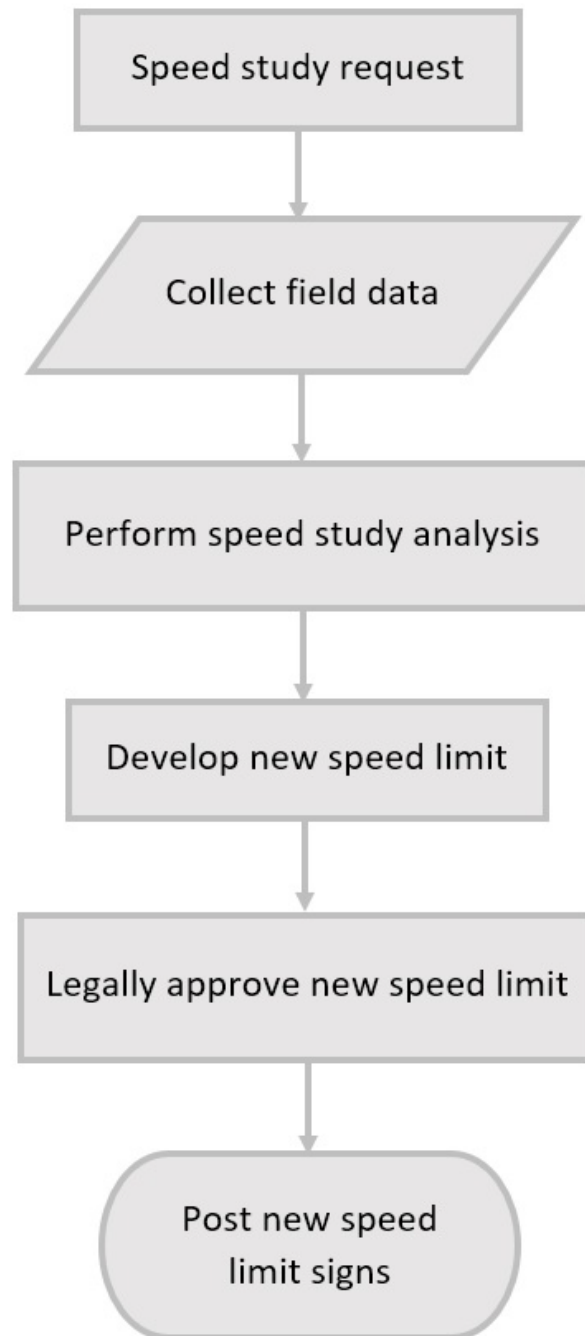 Speed study request
Collect field data
Perform speed study analysis
Develop new speed limit
Legally approve new speed limit
Post new speed
limit signs